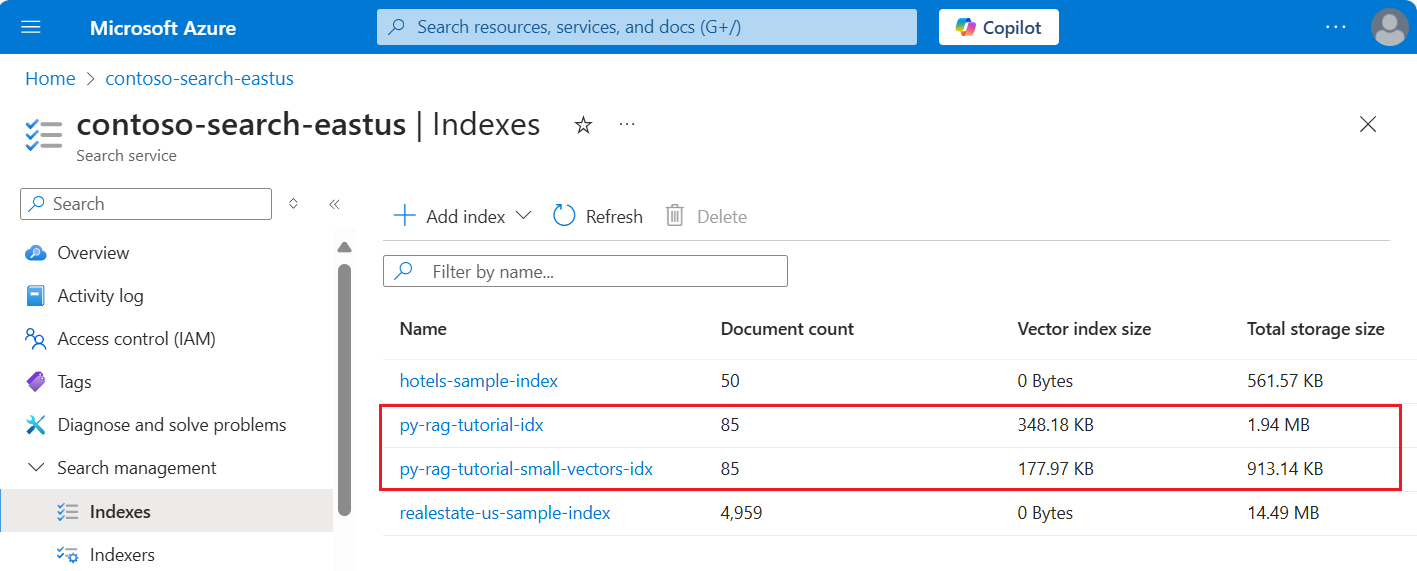 Microsoft Azure
Search resources, services, and docs (G+/)
Copilot
Home > contoso-search-eastus
contoso-search-eastus | Indexes
Search service
Search
Add index
Refresh
Delete
Overview
Activity log
Access control (IAM)
Tags
Diagnose and solve problems
Search management
Indexes
Indexers
Filter by name...
Name Document count Vector index size Total storage size
hotels-sample-index 50 0 Bytes 561.57 KB
py-rag-tutorial-idx 85 348.18 KB 1.94 MB
py-rag-tutorial-small-vectors-idx 85 177.97 KB 913.14 KB
realestate-us-sample-index 4,959 0 Bytes 14.49 MB